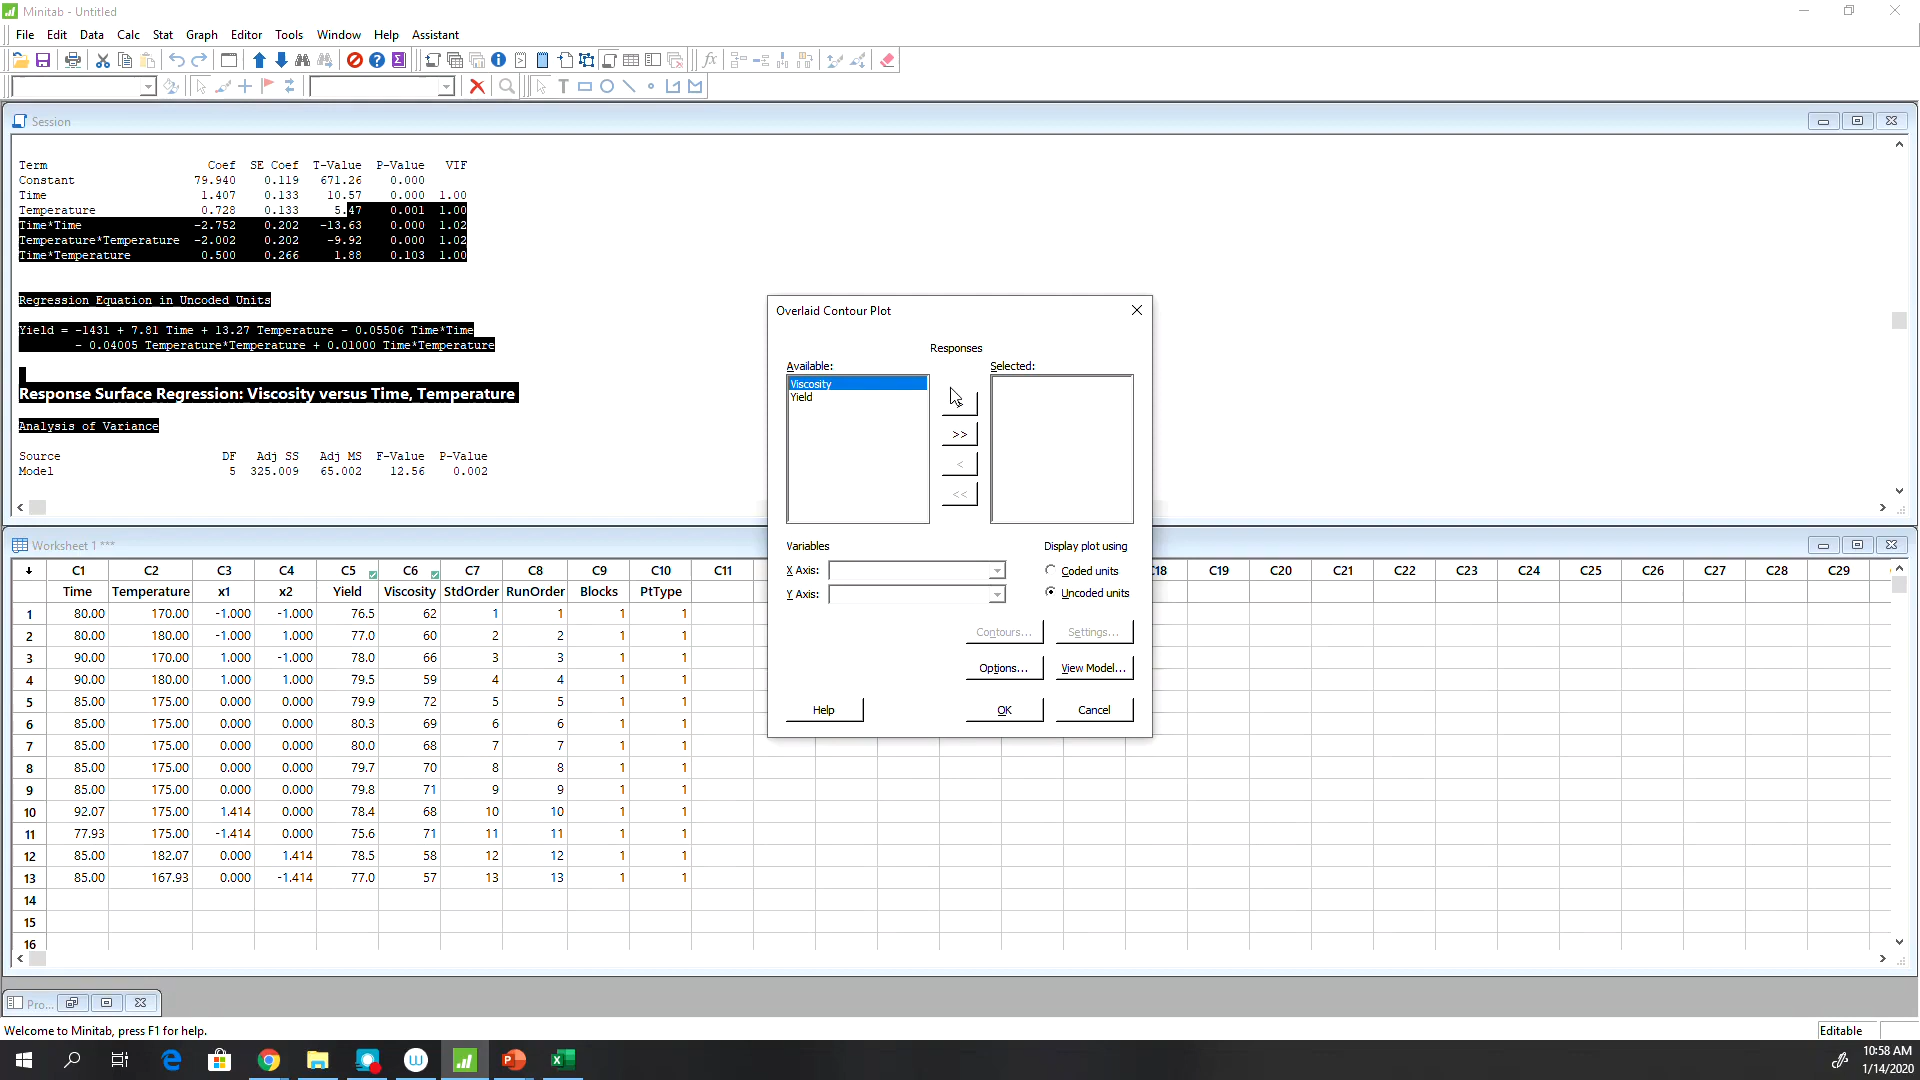 Minitab - Untitled
File Edit Data Calc Stat Graph Editor Tools Window Help Assistant
Session
Term Coef SE Coef T-Value P-Value VIF
Constant 79.940 0.119 671.26 0.000
Time 1.407 0.133 10.57 0.000 1.00
Temperature 0.728 0.133 5.47 0.001 1.00
Time*Time -2.752 0.202 -13.63 0.000 1.02
Temperature*Temperature -2.002 0.202 -9.92 0.000 1.02
Time*Temperature 0.500 0.266 1.88 0.103 1.00
Regression Equation in Uncoded Units
Yield = -1431 + 7.81 Time + 13.27 Temperature - 0.05506 Time*Time
- 0.04005 Temperature*Temperature + 0.01000 Time*Temperature
Response Surface Regression: Viscosity versus Time, Temperature
Analysis of Variance
Source DF Adj SS Adj MS F-Value P-Value
Model 5 325.009 65.002 12.56 0.002
Overlaid Contour Plot
Responses
Available: Selected:
Viscosity
Yield
>>
<
<<
Variables Display plot using
X Axis: Coded units
Y Axis: Uncoded units
Contours... Settings...
Options... View Model...
Help OK Cancel
Worksheet 1 ***
C1 C2 C3 C4 C5 C6 C7 C8 C9 C10 C11 C18 C19 C20 C21 C22 C23 C24 C25 C26 C27 C28 C29
Time Temperature x1 x2 Yield Viscosity StdOrder RunOrder Blocks PtType
1 80.00 170.00 -1.000 -1.000 76.5 62 1 1 1 1
2 80.00 180.00 -1.000 1.000 77.0 60 2 2 1 1
3 90.00 170.00 1.000 -1.000 78.0 66 3 3 1 1
4 90.00 180.00 1.000 1.000 79.5 59 4 4 1 1
5 85.00 175.00 0.000 0.000 79.9 72 5 5 1 1
6 85.00 175.00 0.000 0.000 80.3 69 6 6 1 1
7 85.00 175.00 0.000 0.000 80.0 68 7 7 1 1
8 85.00 175.00 0.000 0.000 79.7 70 8 8 1 1
9 85.00 175.00 0.000 0.000 79.8 71 9 9 1 1
10 92.07 175.00 1.414 0.000 78.4 68 10 10 1 1
11 77.93 175.00 -1.414 0.000 75.6 71 11 11 1 1
12 85.00 182.07 0.000 1.414 78.5 58 12 12 1 1
13 85.00 167.93 0.000 -1.414 77.0 57 13 13 1 1
14
15
16
Pro...
Welcome to Minitab, press F1 for help.
Editable
10:58 AM
1/14/2020